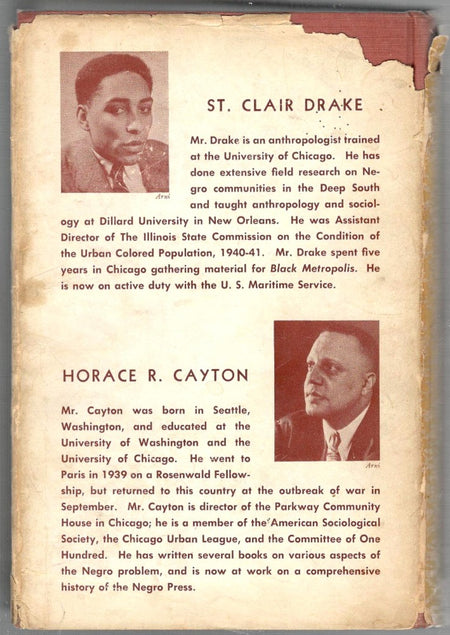 ST. CLAIR DRAKE
Mr. Drake is an anthropologist trained
at the University of Chicago. He has
done extensive field research on Ne-
gro communities in the Deep South
and taught anthropology and sociol-
ogy at Dillard University in New Orleans. He was Assistant
Director of The Illinois State Commission on the Condition of
the Urban Colored Population, 1940-41. Mr. Drake spent five
years in Chicago gathering material for Black Metropolis. He
is now on active duty with the U. S. Maritime Service.
Arni
HORACE R. CAYTON
Mr. Cayton was born in Seattle,
Washington, and educated at the
University of Washington and the
University of Chicago. He went to
Paris in 1939 on a Rosenwald Fellow-
ship, but returned to this country at the outbreak of war in
September. Mr. Cayton is director of the Parkway Community
House in Chicago; he is a member of the American Sociological
Society, the Chicago Urban League, and the Committee of One
Hundred. He has written several books on various aspects of
the Negro problem, and is now at work on a comprehensive
history of the Negro Press.
Arni